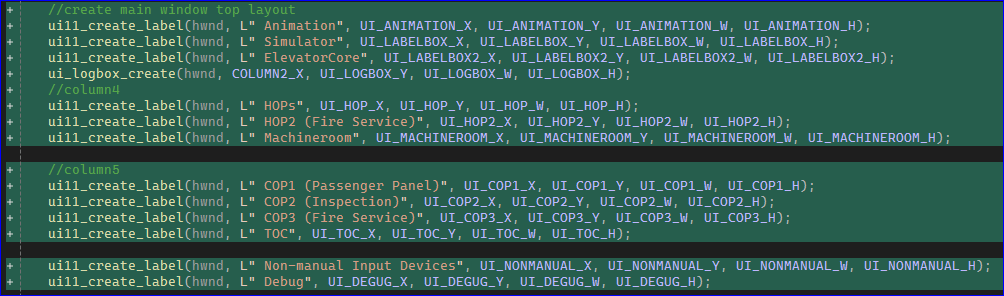 + //create main window top layout
+ ui11_create_label(hwnd, L" Animation", UI_ANIMATION_X, UI_ANIMATION_Y, UI_ANIMATION_W, UI_ANIMATION_H);
+ ui11_create_label(hwnd, L" Simulator", UI_LABELBOX_X, UI_LABELBOX_Y, UI_LABELBOX_W, UI_LABELBOX_H);
+ ui11_create_label(hwnd, L" ElevatorCore", UI_LABELBOX2_X, UI_LABELBOX2_Y, UI_LABELBOX2_W, UI_LABELBOX2_H);
+ ui_logbox_create(hwnd, COLUMN2_X, UI_LOGBOX_Y, UI_LOGBOX_W, UI_LOGBOX_H);
+ //column4
+ ui11_create_label(hwnd, L" HOPs", UI_HOP_X, UI_HOP_Y, UI_HOP_W, UI_HOP_H);
+ ui11_create_label(hwnd, L" HOP2 (Fire Service)", UI_HOP2_X, UI_HOP2_Y, UI_HOP2_W, UI_HOP2_H);
+ ui11_create_label(hwnd, L" Machineroom", UI_MACHINEROOM_X, UI_MACHINEROOM_Y, UI_MACHINEROOM_W, UI_MACHINEROOM_H);
+ //column5
+ ui11_create_label(hwnd, L" COP1 (Passenger Panel)", UI_COP1_X, UI_COP1_Y, UI_COP1_W, UI_COP1_H);
+ ui11_create_label(hwnd, L" COP2 (Inspection)", UI_COP2_X, UI_COP2_Y, UI_COP2_W, UI_COP2_H);
+ ui11_create_label(hwnd, L" COP3 (Fire Service)", UI_COP3_X, UI_COP3_Y, UI_COP3_W, UI_COP3_H);
+ ui11_create_label(hwnd, L" TOC", UI_TOC_X, UI_TOC_Y, UI_TOC_W, UI_TOC_H);
+ ui11_create_label(hwnd, L" Non-manual Input Devices", UI_NONMANUAL_X, UI_NONMANUAL_Y, UI_NONMANUAL_W, UI_NONMANUAL_H);
+ ui11_create_label(hwnd, L" Debug", UI_DEGUG_X, UI_DEGUG_Y, UI_DEGUG_W, UI_DEGUG_H);